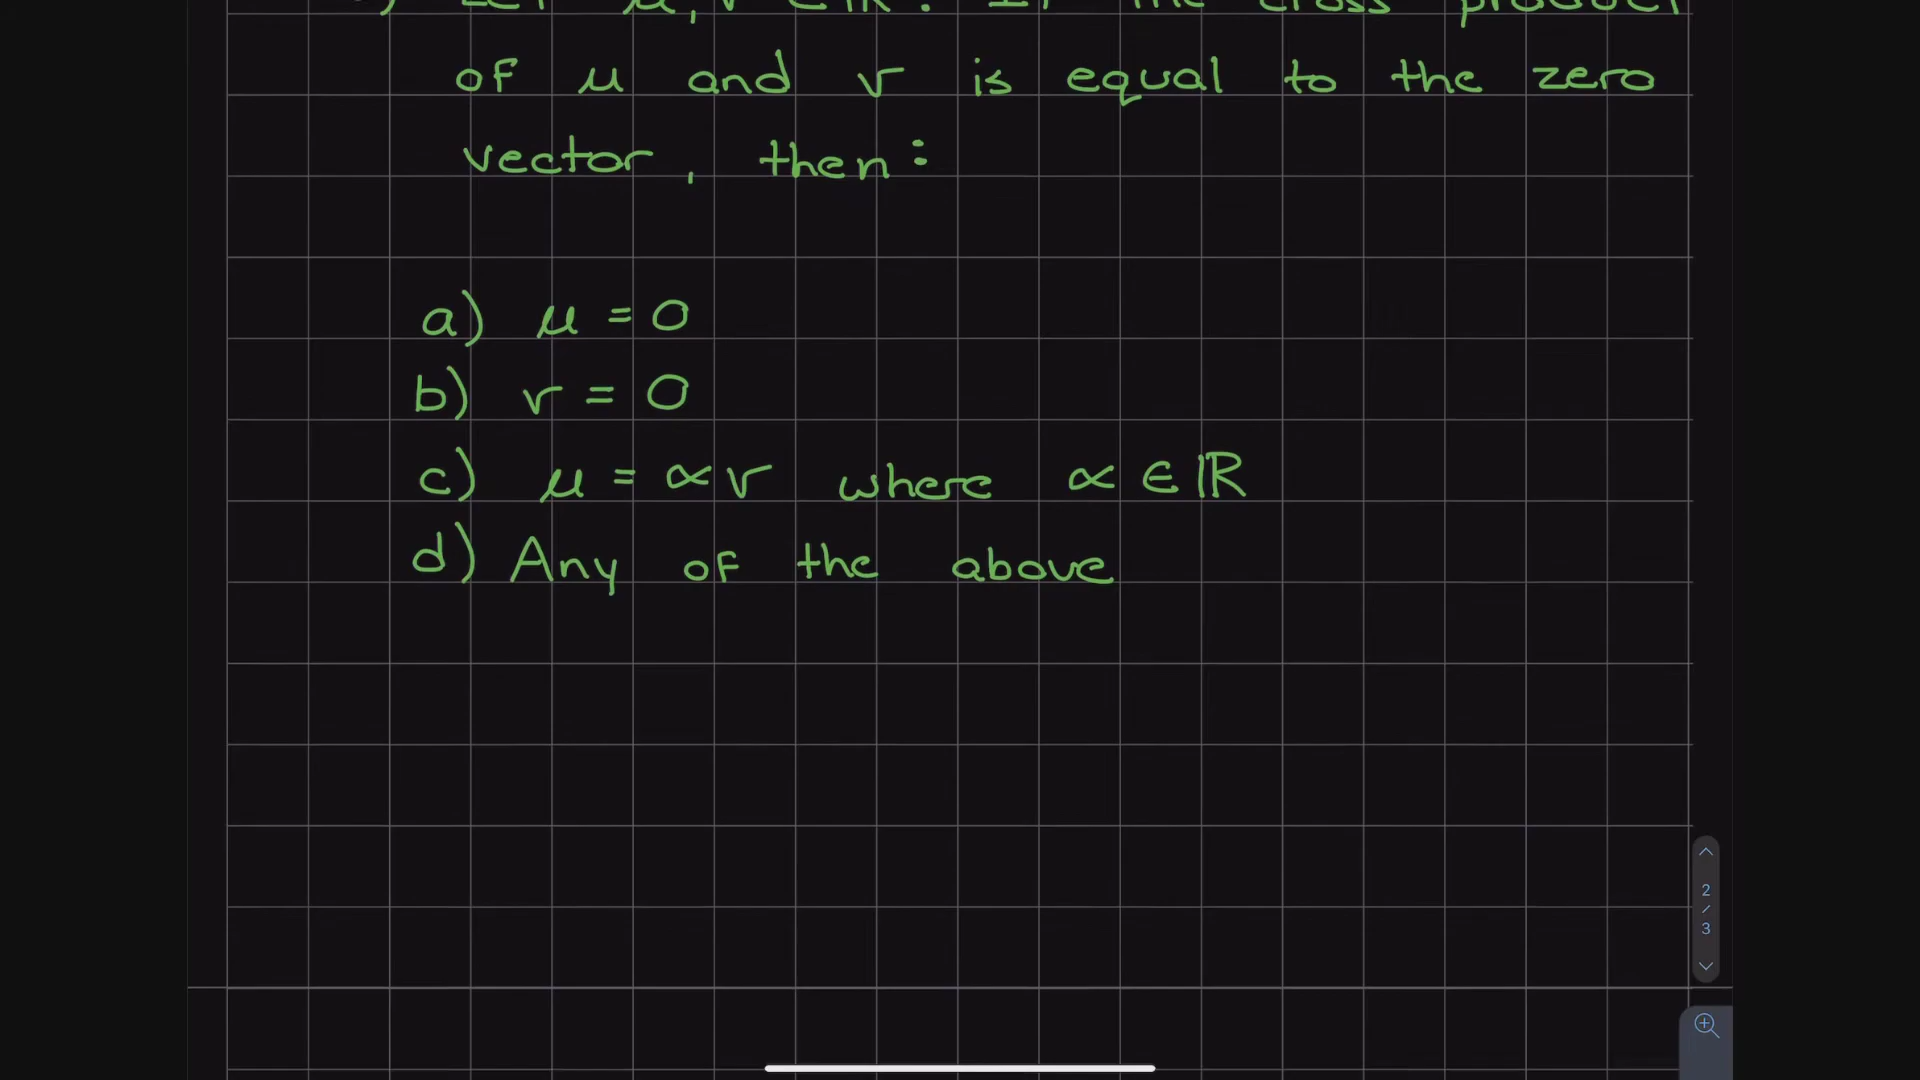 of μ and v is equal to the zero
vector, then:
a) μ = 0
b) v = 0
c) μ = αv where α ∈ ℝ
d) Any of the above
2
/
3